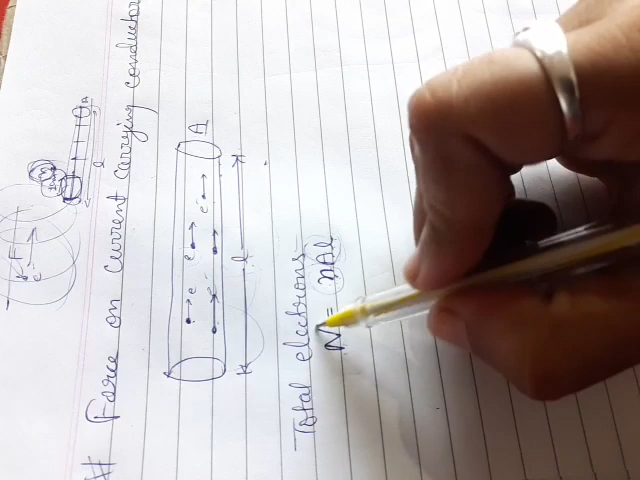 # Force on current carrying conductor
A
e e e
l
Total electrons-
N = nAl